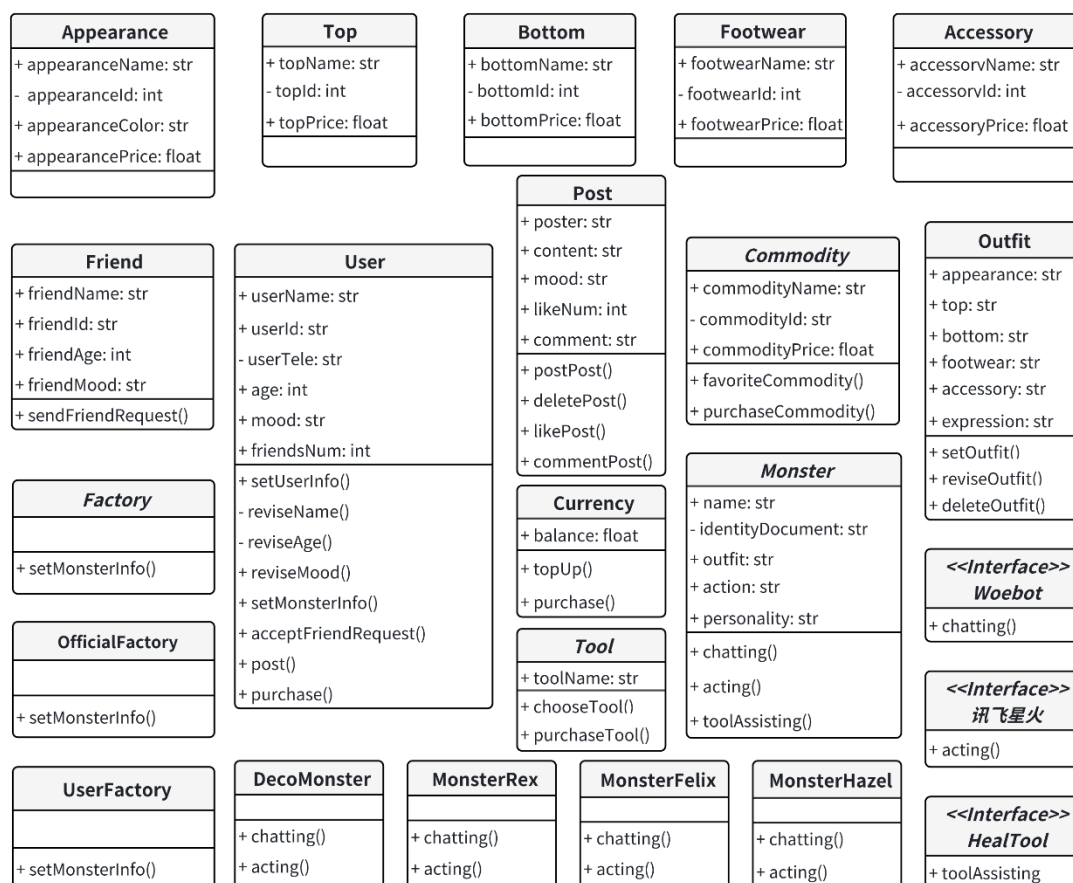 Appearance
+ appearanceName: str
- appearanceId: int
+ appearanceColor: str
+ appearancePrice: float
Top
+ topName: str
- topId: int
+ topPrice: float
Bottom
+ bottomName: str
- bottomId: int
+ bottomPrice: float
Footwear
+ footwearName: str
- footwearId: int
+ footwearPrice: float
Accessory
+ accessoryName: str
- accessoryId: int
+ accessoryPrice: float
Friend
+ friendName: str
+ friendId: str
+ friendAge: int
+ friendMood: str
+ sendFriendRequest()
User
+ userName: str
+ userId: str
- userTele: str
+ age: int
+ mood: str
+ friendsNum: int
+ setUserInfo()
- reviseName()
- reviseAge()
+ reviseMood()
+ setMonsterInfo()
+ acceptFriendRequest()
+ post()
+ purchase()
Post
+ poster: str
+ content: str
+ mood: str
+ likeNum: int
+ comment: str
+ postPost()
+ deletePost()
+ likePost()
+ commentPost()
Commodity
+ commodityName: str
- commodityId: str
+ commodityPrice: float
+ favoriteCommodity()
+ purchaseCommodity()
Outfit
+ appearance: str
+ top: str
+ bottom: str
+ footwear: str
+ accessory: str
+ expression: str
+ setOutfit()
+ reviseOutfit()
+ deleteOutfit()
Factory
+ setMonsterInfo()
Currency
+ balance: float
+ topUp()
+ purchase()
Monster
+ name: str
- identityDocument: str
+ outfit: str
+ action: str
+ personality: str
+ chatting()
+ acting()
+ toolAssisting()
<<Interface>>
Woebot
+ chatting()
OfficialFactory
+ setMonsterInfo()
Tool
+ toolName: str
+ chooseTool()
+ purchaseTool()
<<Interface>>
讯飞星火
+ acting()
UserFactory
+ setMonsterInfo()
DecoMonster
+ chatting()
+ acting()
MonsterRex
+ chatting()
+ acting()
MonsterFelix
+ chatting()
+ acting()
MonsterHazel
+ chatting()
+ acting()
<<Interface>>
HealTool
+ toolAssisting